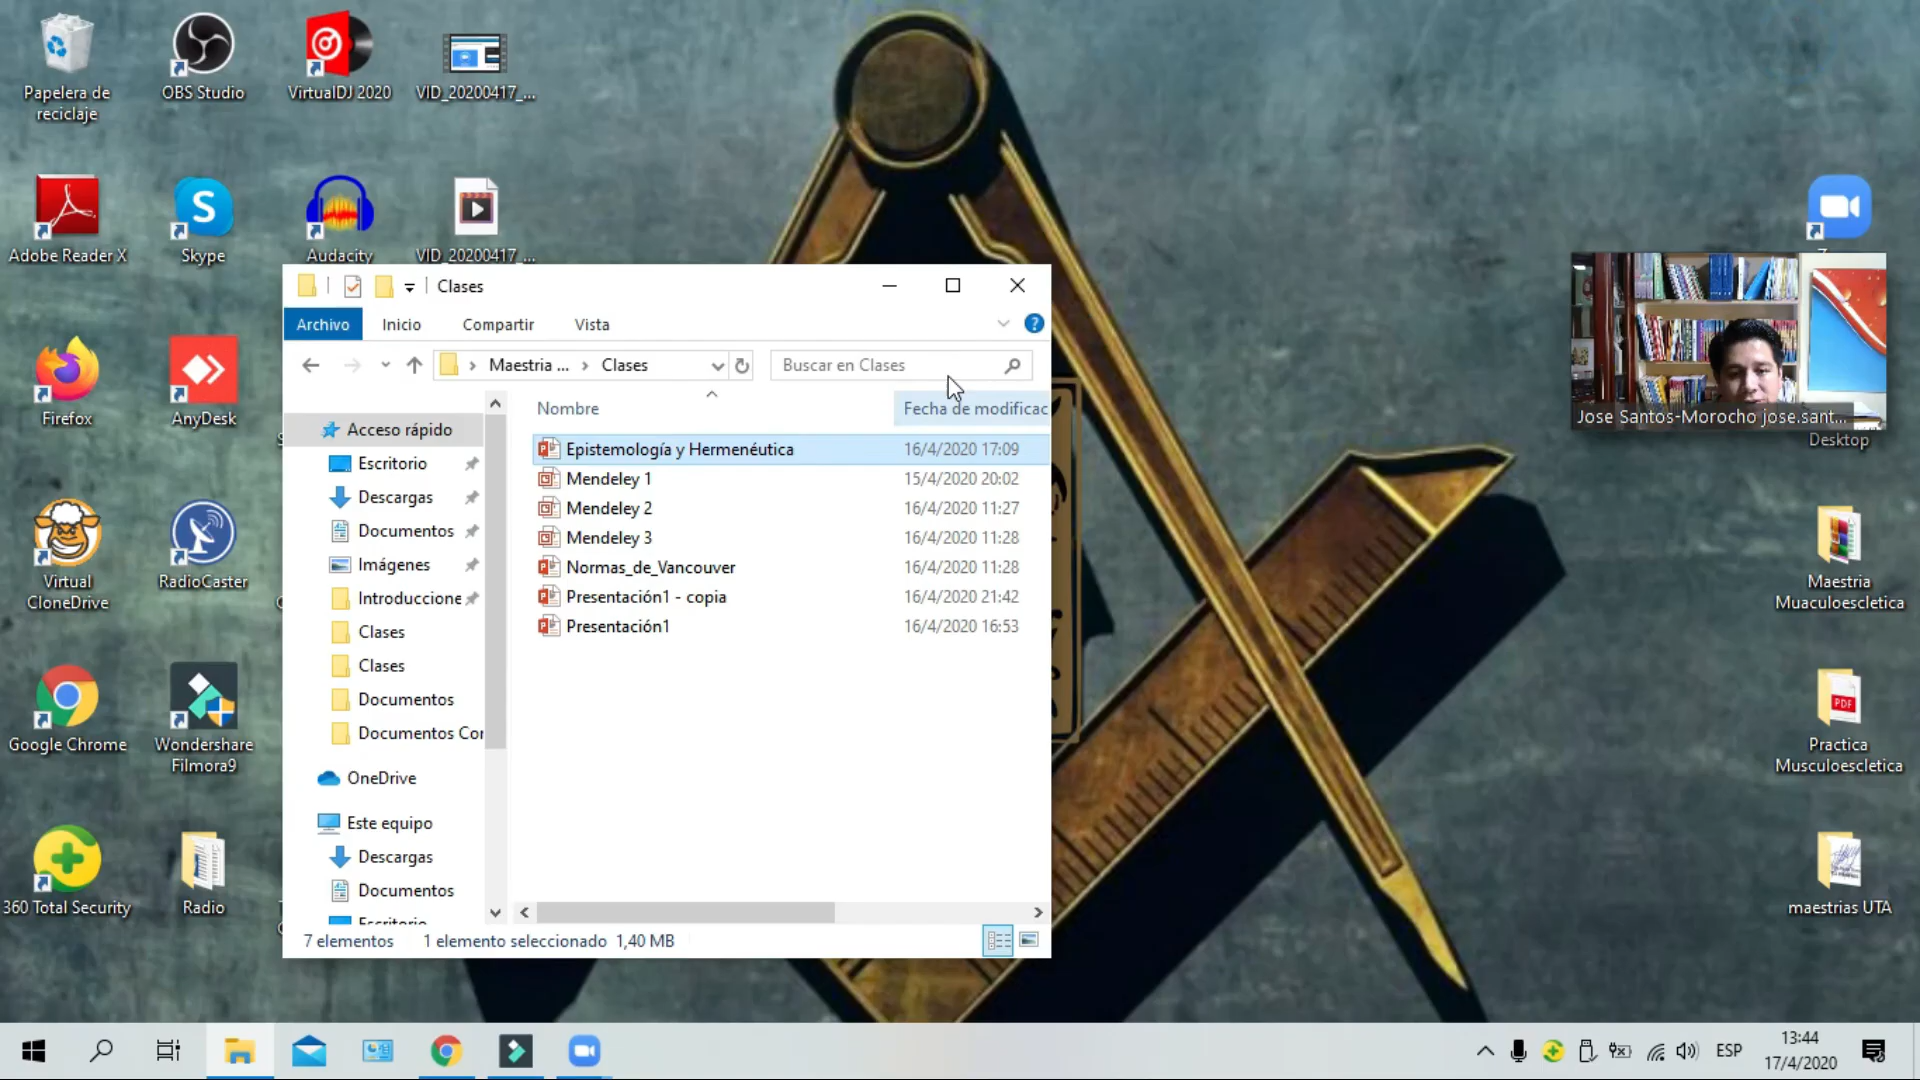 Papelera de
reciclaje
OBS Studio
VirtualDJ 2020
VID_20200417_...
Adobe Reader X
Skype
Audacity
VID_20200417_...
Firefox
AnyDesk
Virtual
CloneDrive
RadioCaster
Google Chrome
Wondershare
Filmora9
360 Total Security
Radio
Clases
Archivo
Inicio
Compartir
Vista
Maestria ...
Clases
Buscar en Clases
Nombre
Fecha de modificac
Acceso rápido
Escritorio
Descargas
Documentos
Imágenes
Introduccione
Clases
Clases
Documentos
Documentos Cor
OneDrive
Este equipo
Descargas
Documentos
Escritorio
Epistemología y Hermenéutica 16/4/2020 17:09
Mendeley 1 15/4/2020 20:02
Mendeley 2 16/4/2020 11:27
Mendeley 3 16/4/2020 11:28
Normas_de_Vancouver 16/4/2020 11:28
Presentación1 - copia 16/4/2020 21:42
Presentación1 16/4/2020 16:53
7 elementos 1 elemento seleccionado 1,40 MB
Jose Santos-Morocho jose.sant...
Desktop
Maestria
Muaculoescletica
PDF
Practica
Musculoescletica
maestrias UTA
ESP
13:44
17/4/2020